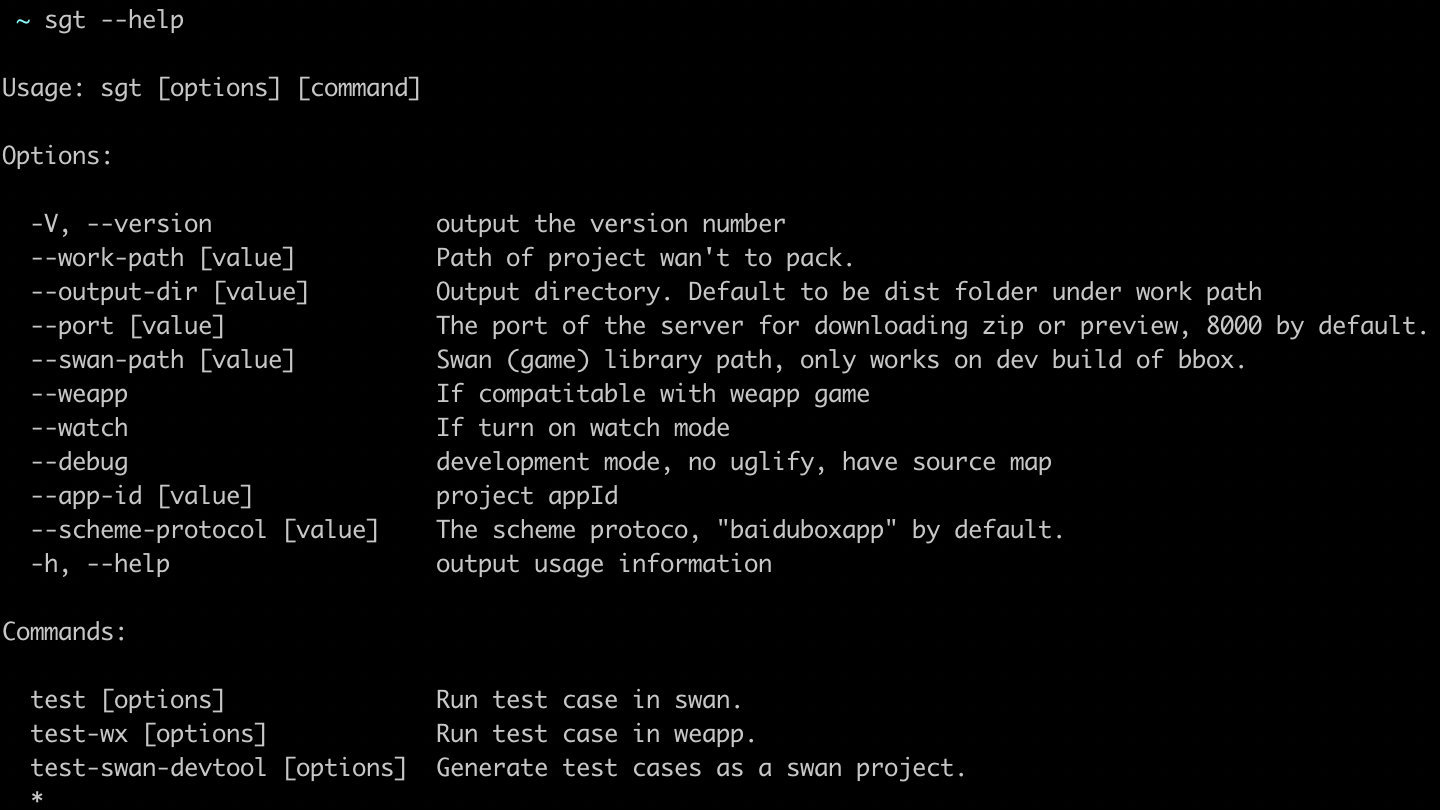 ~ sgt --help
Usage: sgt [options] [command]
Options:
-V, --version output the version number
--work-path [value] Path of project wan't to pack.
--output-dir [value] Output directory. Default to be dist folder under work path
--port [value] The port of the server for downloading zip or preview, 8000 by default.
--swan-path [value] Swan (game) library path, only works on dev build of bbox.
--weapp If compatitable with weapp game
--watch If turn on watch mode
--debug development mode, no uglify, have source map
--app-id [value] project appId
--scheme-protocol [value] The scheme protoco, "baiduboxapp" by default.
-h, --help output usage information
Commands:
test [options] Run test case in swan.
test-wx [options] Run test case in weapp.
test-swan-devtool [options] Generate test cases as a swan project.
*